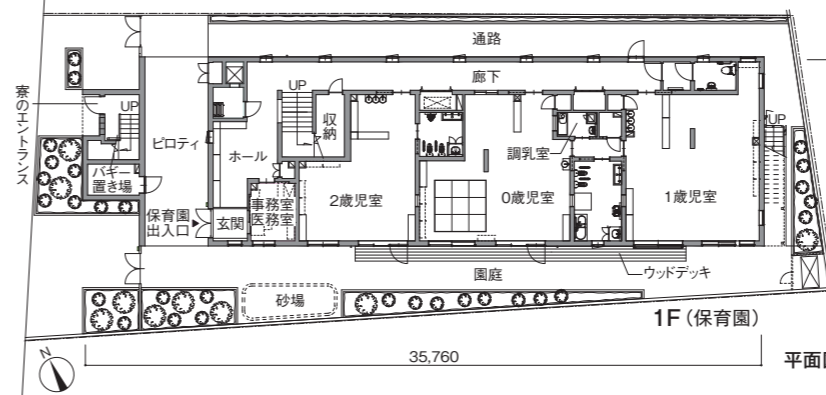 通路
廊下
寮のエントランス
UP
UP
収納
ピロティ
ホール
調乳室
UP
バギー
置き場
2歳児室
0歳児室
1歳児室
保育園
出入口
玄関
事務室
医務室
ウッドデッキ
園庭
砂場
1F(保育園)
N
35,760